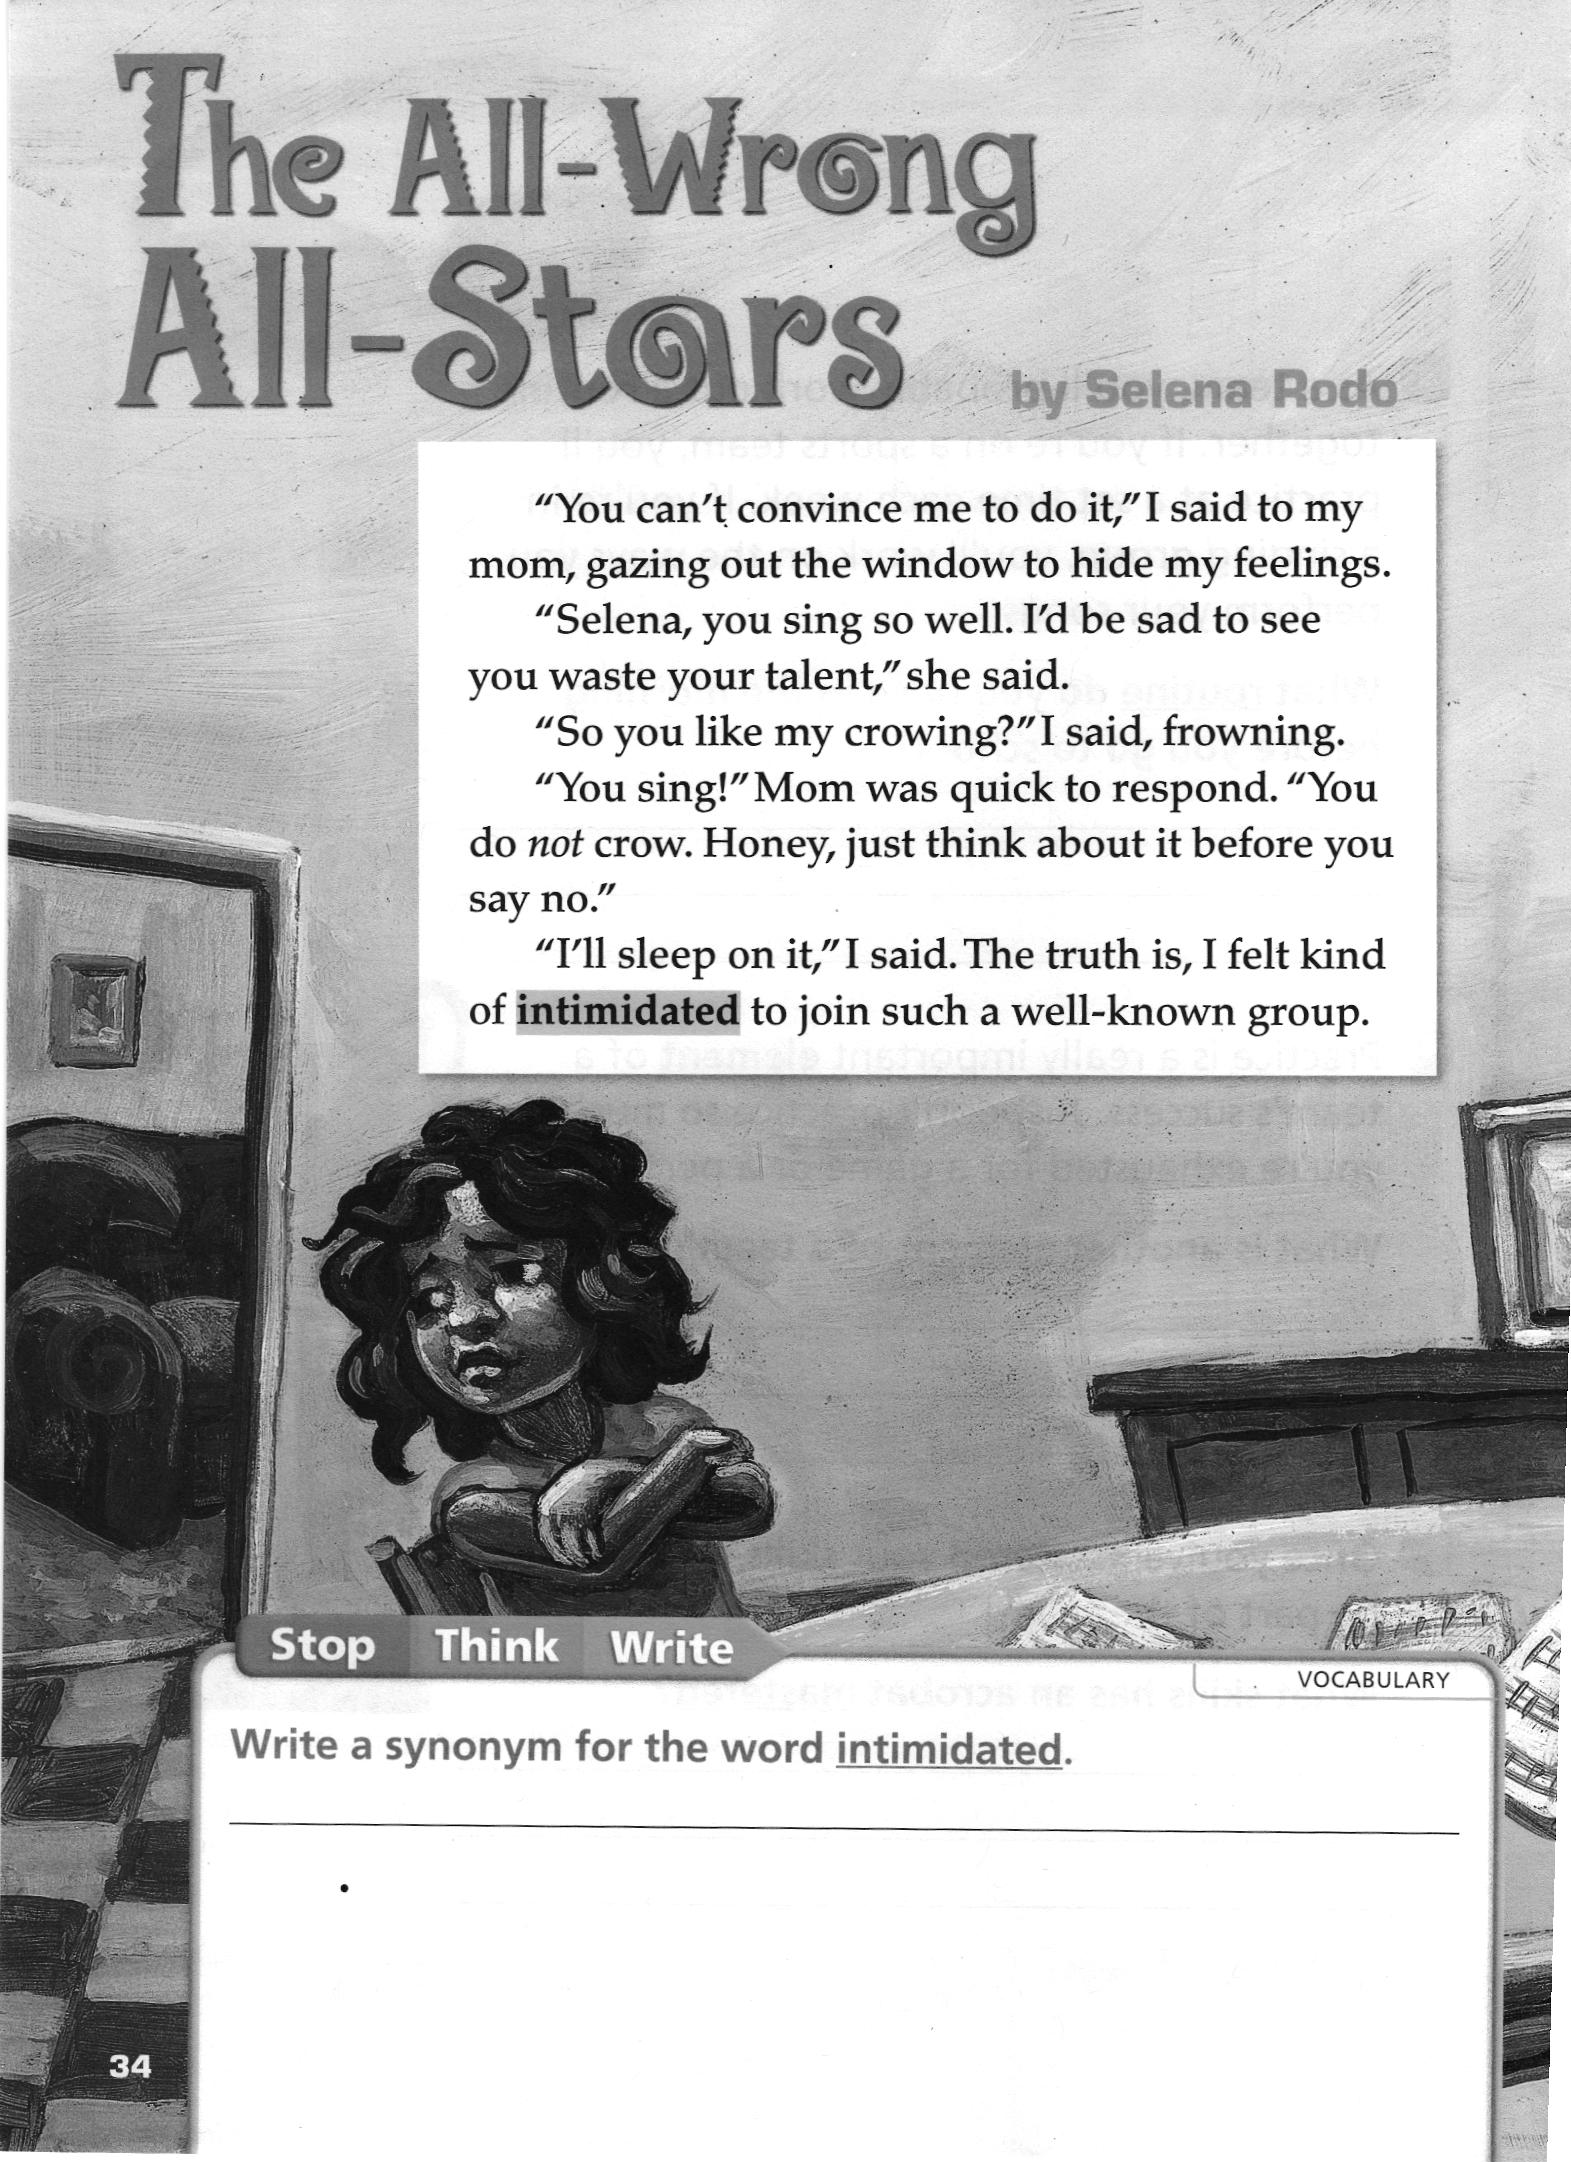 The All-Wrong
All-Stars
by Selena Rodo
“You can’t convince me to do it,” I said to my
mom, gazing out the window to hide my feelings.
“Selena, you sing so well. I’d be sad to see
you waste your talent,” she said.
“So you like my crowing?” I said, frowning.
“You sing!” Mom was quick to respond. “You
do not crow. Honey, just think about it before you
say no.”
“I’ll sleep on it,” I said. The truth is, I felt kind
of intimidated to join such a well-known group.
Stop Think Write
VOCABULARY
Write a synonym for the word intimidated.
34